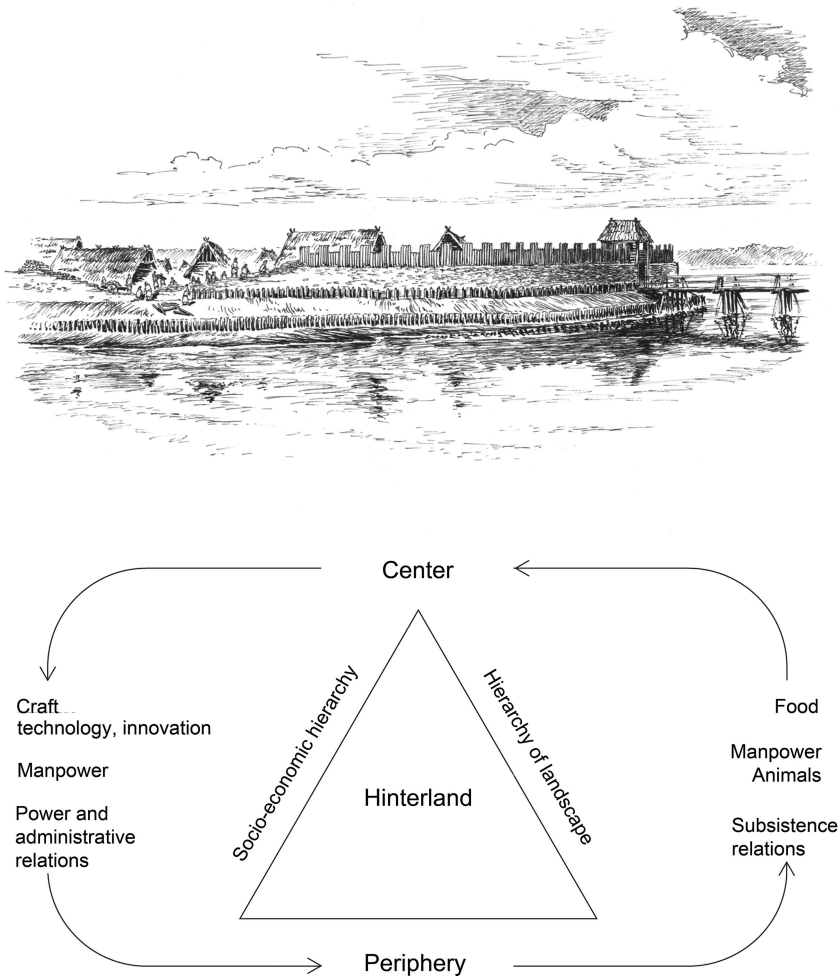 Center
Craft
technology, innovation
Manpower
Power and
administrative
relations
Socio-economic hierarchy
Hinterland
Hierarchy of landscape
Food
Manpower
Animals
Subsistence
relations
Periphery